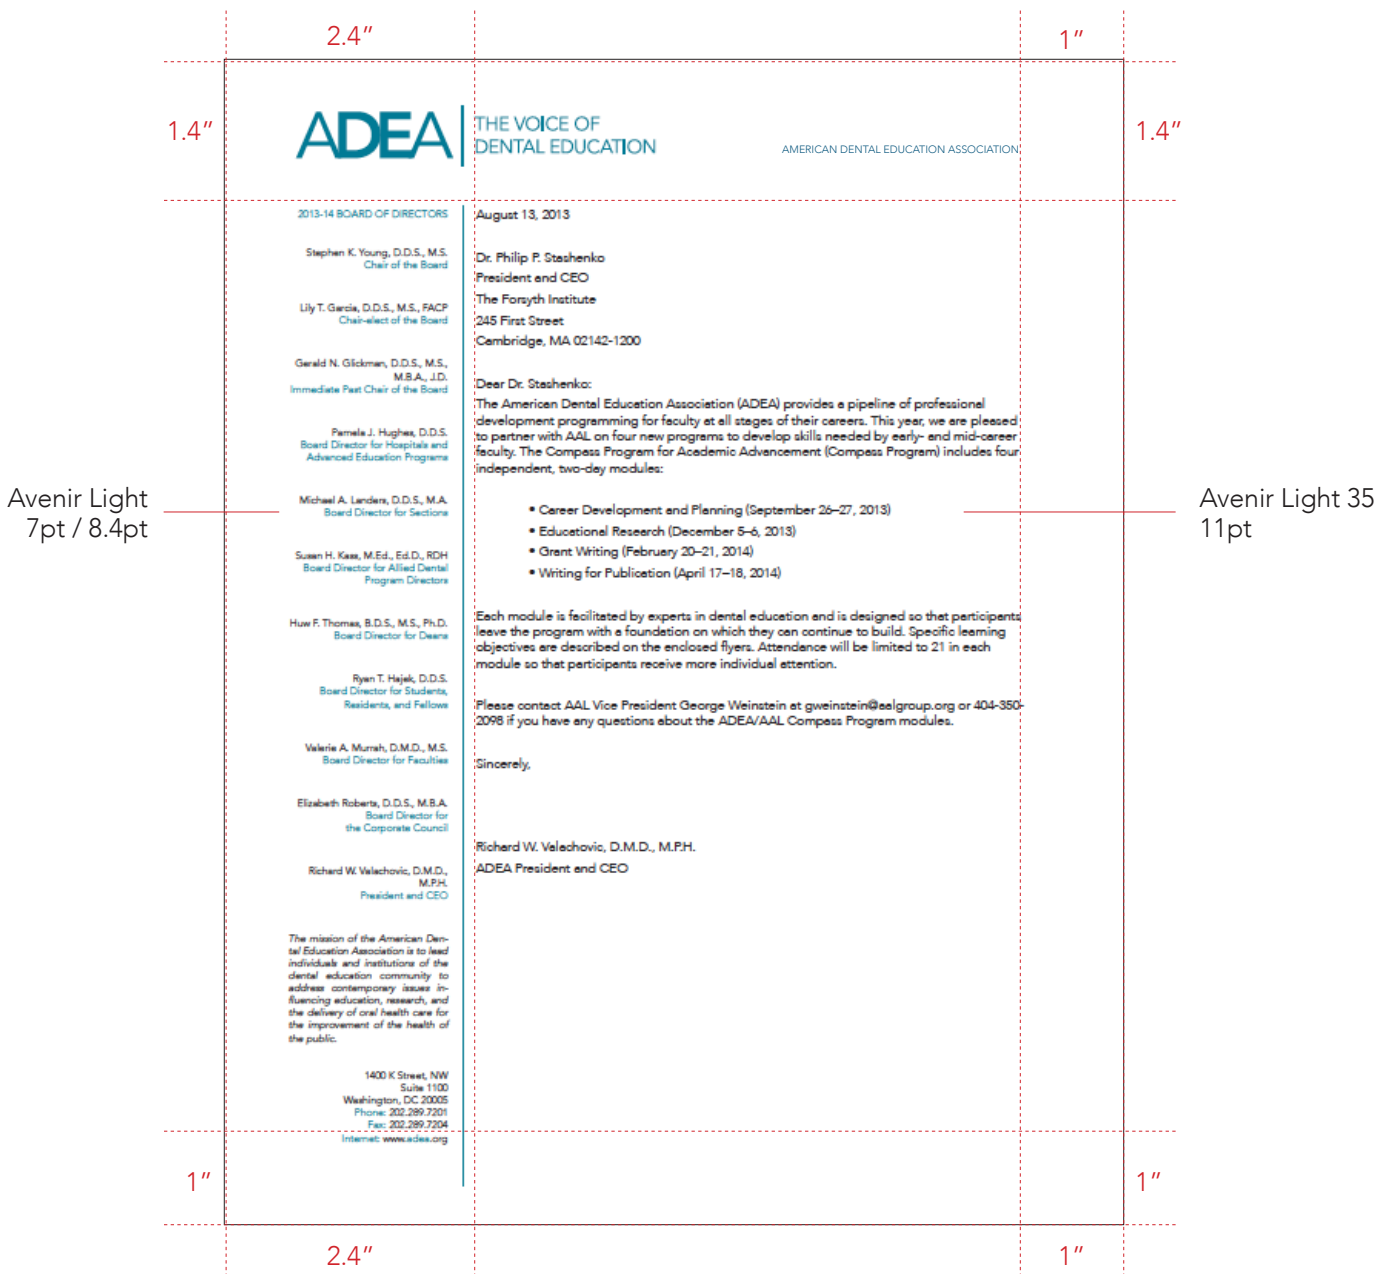 2.4”
1”
1.4”
1.4”
ADEA
THE VOICE OF
DENTAL EDUCATION
AMERICAN DENTAL EDUCATION ASSOCIATION
2013-14 BOARD OF DIRECTORS
Stephen K. Young, D.D.S., M.S.
Chair of the Board
Lily T. Garcia, D.D.S., M.S., FACP
Chair-elect of the Board
Gerald N. Glickman, D.D.S., M.S.,
M.B.A., J.D.
Immediate Past Chair of the Board
Pamela J. Hughes, D.D.S.
Board Director for Hospitals and
Advanced Education Programs
Michael A. Landers, D.D.S., M.A.
Board Director for Sections
Susan H. Kass, M.Ed., Ed.D., RDH
Board Director for Allied Dental
Program Directors
Huw F. Thomas, B.D.S., M.S., Ph.D.
Board Director for Deans
Ryan T. Hajek, D.D.S.
Board Director for Students,
Residents, and Fellows
Valerie A. Murrah, D.M.D., M.S.
Board Director for Faculties
Elizabeth Roberts, D.D.S., M.B.A.
Board Director for
the Corporate Council
Richard W. Valachovic, D.M.D.,
M.P.H.
President and CEO
The mission of the American Den-
tal Education Association is to lead
individuals and institutions of the
dental education community to
address contemporary issues in-
fluencing education, research, and
the delivery of oral health care for
the improvement of the health of
the public.
1400 K Street, NW
Suite 1100
Washington, DC 20005
Phone: 202.289.7201
Fax: 202.289.7204
Internet: www.adea.org
August 13, 2013
Dr. Philip P. Stashenko
President and CEO
The Forsyth Institute
245 First Street
Cambridge, MA 02142-1200
Dear Dr. Stashenko:
The American Dental Education Association (ADEA) provides a pipeline of professional
development programming for faculty at all stages of their careers. This year, we are pleased
to partner with AAL on four new programs to develop skills needed by early- and mid-career
faculty. The Compass Program for Academic Advancement (Compass Program) includes four
independent, two-day modules:
• Career Development and Planning (September 26–27, 2013)
• Educational Research (December 5–6, 2013)
• Grant Writing (February 20–21, 2014)
• Writing for Publication (April 17–18, 2014)
Each module is facilitated by experts in dental education and is designed so that participants
leave the program with a foundation on which they can continue to build. Specific learning
objectives are described on the enclosed flyers. Attendance will be limited to 21 in each
module so that participants receive more individual attention.
Please contact AAL Vice President George Weinstein at gweinstein@aalgroup.org or 404-350-
2098 if you have any questions about the ADEA/AAL Compass Program modules.
Sincerely,
Richard W. Valachovic, D.M.D., M.P.H.
ADEA President and CEO
Avenir Light
7pt / 8.4pt
Avenir Light 35
11pt
1”
1”
2.4”
1”